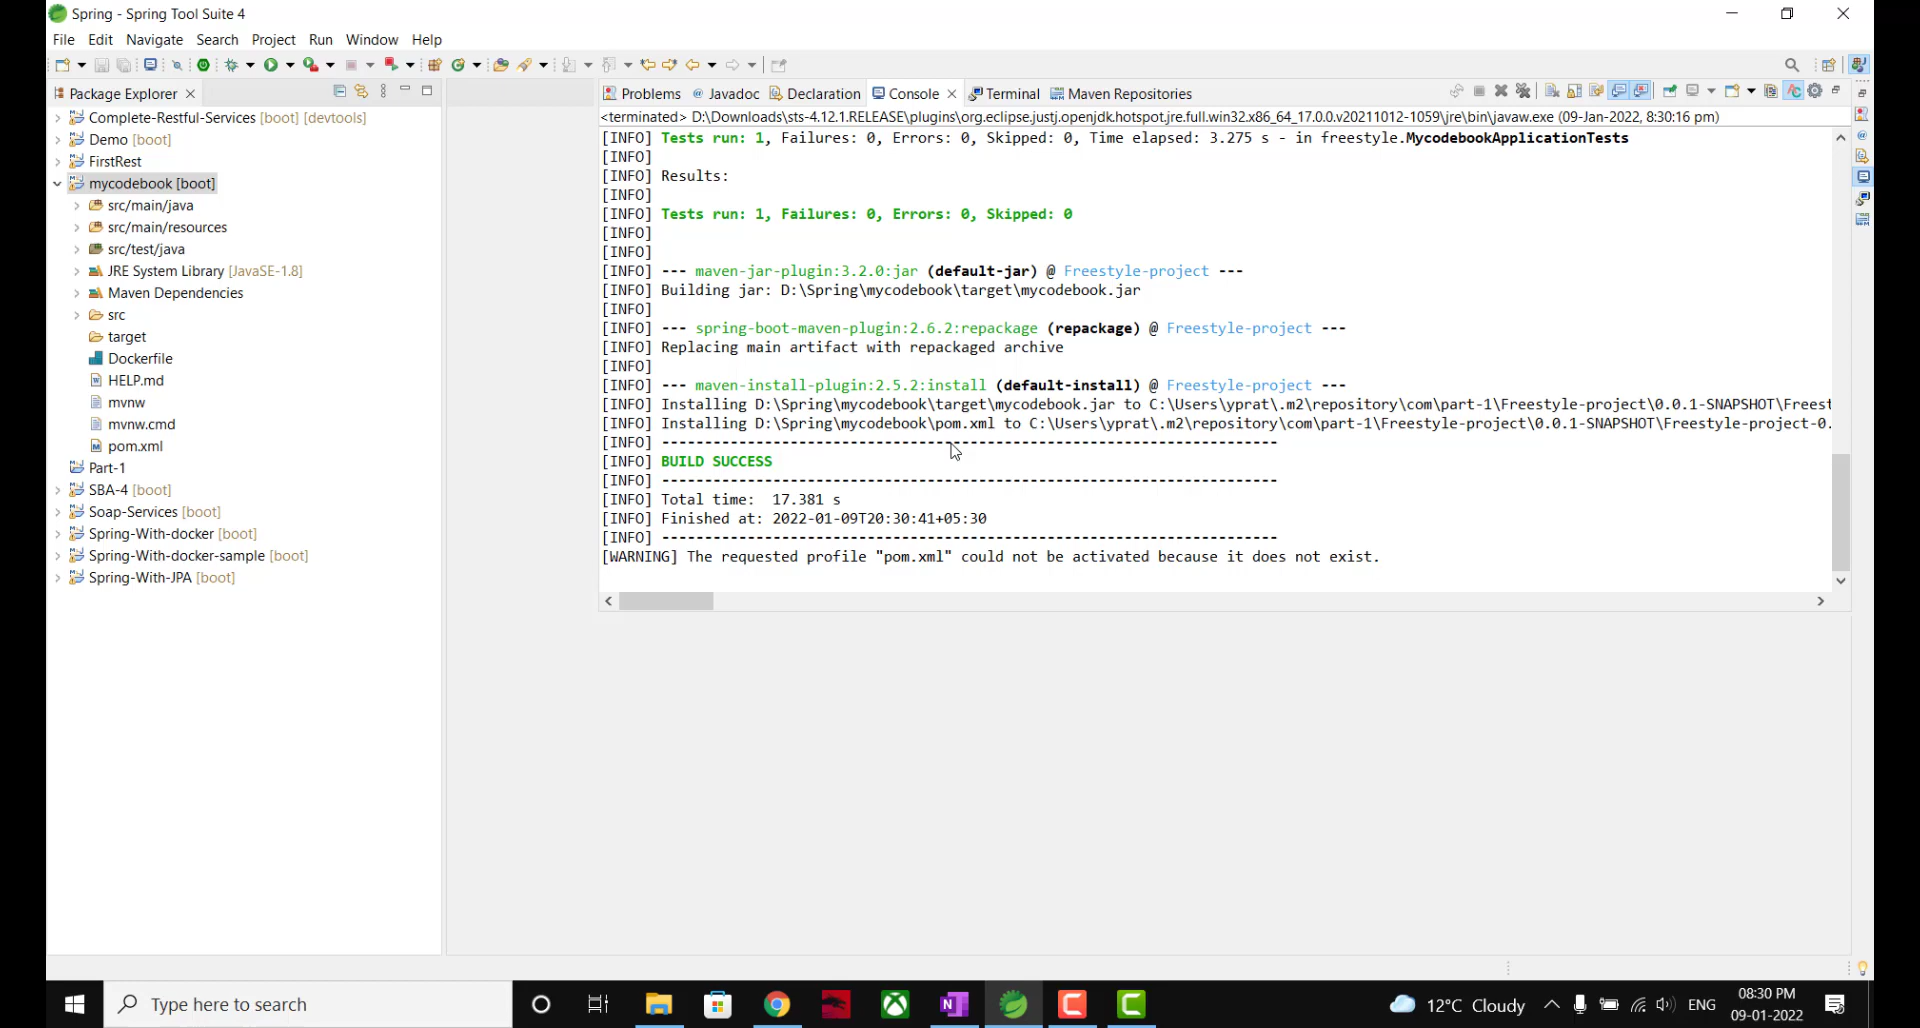 Spring - Spring Tool Suite 4
File Edit Navigate Search Project Run Window Help
Package Explorer
Complete-Restful-Services [boot] [devtools]
Demo [boot]
FirstRest
mycodebook [boot]
src/main/java
src/main/resources
src/test/java
JRE System Library [JavaSE-1.8]
Maven Dependencies
src
target
Dockerfile
HELP.md
mvnw
mvnw.cmd
pom.xml
Part-1
SBA-4 [boot]
Soap-Services [boot]
Spring-With-docker [boot]
Spring-With-docker-sample [boot]
Spring-With-JPA [boot]
Problems @ Javadoc Declaration Console Terminal Maven Repositories
<terminated> D:\Downloads\sts-4.12.1.RELEASE\plugins\org.eclipse.justj.openjdk.hotspot.jre.full.win32.x86_64_17.0.0.v20211012-1059\jre\bin\javaw.exe (09-Jan-2022, 8:30:16 pm)
[INFO] Tests run: 1, Failures: 0, Errors: 0, Skipped: 0, Time elapsed: 3.275 s - in freestyle.MycodebookApplicationTests
[INFO]
[INFO] Results:
[INFO]
[INFO] Tests run: 1, Failures: 0, Errors: 0, Skipped: 0
[INFO]
[INFO]
[INFO] --- maven-jar-plugin:3.2.0:jar (default-jar) @ Freestyle-project ---
[INFO] Building jar: D:\Spring\mycodebook\target\mycodebook.jar
[INFO]
[INFO] --- spring-boot-maven-plugin:2.6.2:repackage (repackage) @ Freestyle-project ---
[INFO] Replacing main artifact with repackaged archive
[INFO]
[INFO] --- maven-install-plugin:2.5.2:install (default-install) @ Freestyle-project ---
[INFO] Installing D:\Spring\mycodebook\target\mycodebook.jar to C:\Users\yprat\.m2\repository\com\part-1\Freestyle-project\0.0.1-SNAPSHOT\Freest
[INFO] Installing D:\Spring\mycodebook\pom.xml to C:\Users\yprat\.m2\repository\com\part-1\Freestyle-project\0.0.1-SNAPSHOT\Freestyle-project-0.
[INFO] ------------------------------------------------------------------------
[INFO] BUILD SUCCESS
[INFO] ------------------------------------------------------------------------
[INFO] Total time:  17.381 s
[INFO] Finished at: 2022-01-09T20:30:41+05:30
[INFO] ------------------------------------------------------------------------
[WARNING] The requested profile "pom.xml" could not be activated because it does not exist.
Type here to search
12°C Cloudy
ENG
08:30 PM
09-01-2022